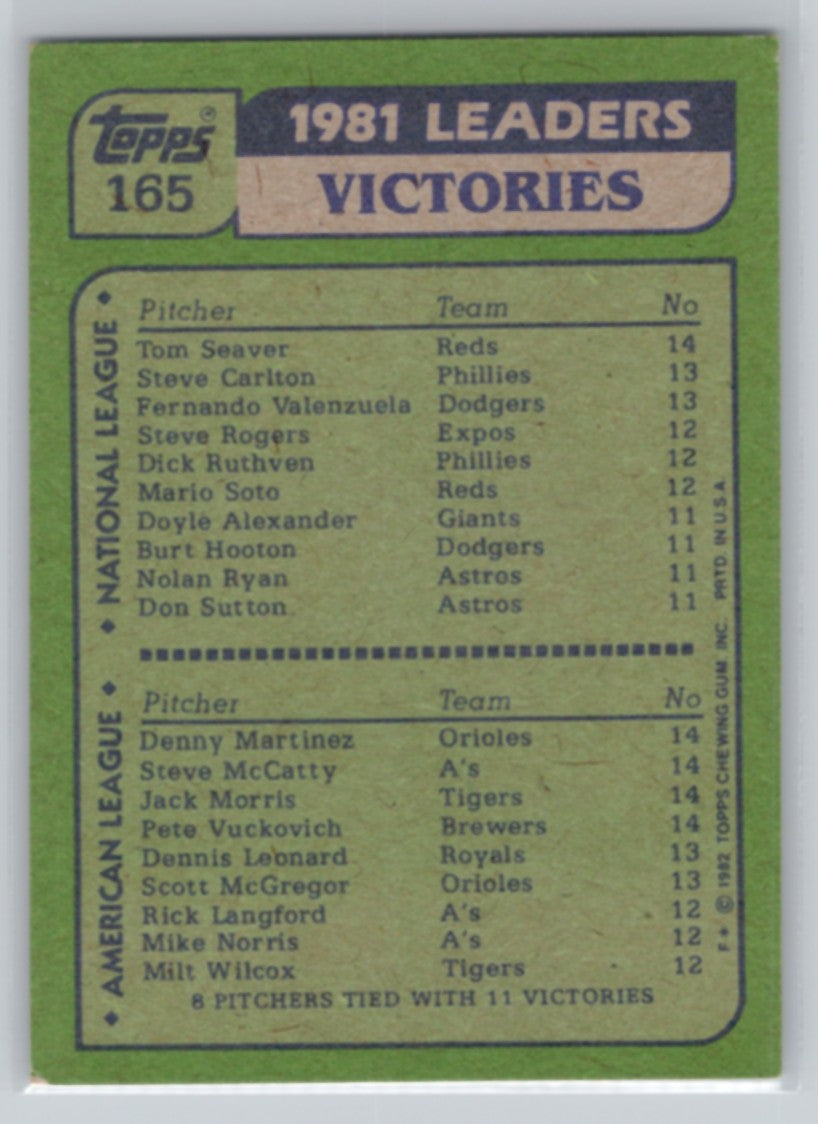 topps®
165
1981 LEADERS
VICTORIES
♦ NATIONAL LEAGUE ♦
Pitcher Team No
Tom Seaver Reds 14
Steve Carlton Phillies 13
Fernando Valenzuela Dodgers 13
Steve Rogers Expos 12
Dick Ruthven Phillies 12
Mario Soto Reds 12
Doyle Alexander Giants 11
Burt Hooton Dodgers 11
Nolan Ryan Astros 11
Don Sutton Astros 11
♦ AMERICAN LEAGUE ♦
Pitcher Team No
Denny Martinez Orioles 14
Steve McCatty A's 14
Jack Morris Tigers 14
Pete Vuckovich Brewers 14
Dennis Leonard Royals 13
Scott McGregor Orioles 13
Rick Langford A's 12
Mike Norris A's 12
Milt Wilcox Tigers 12
8 PITCHERS TIED WITH 11 VICTORIES
F* © 1982 TOPPS CHEWING GUM INC. PRTD. IN U.S.A.